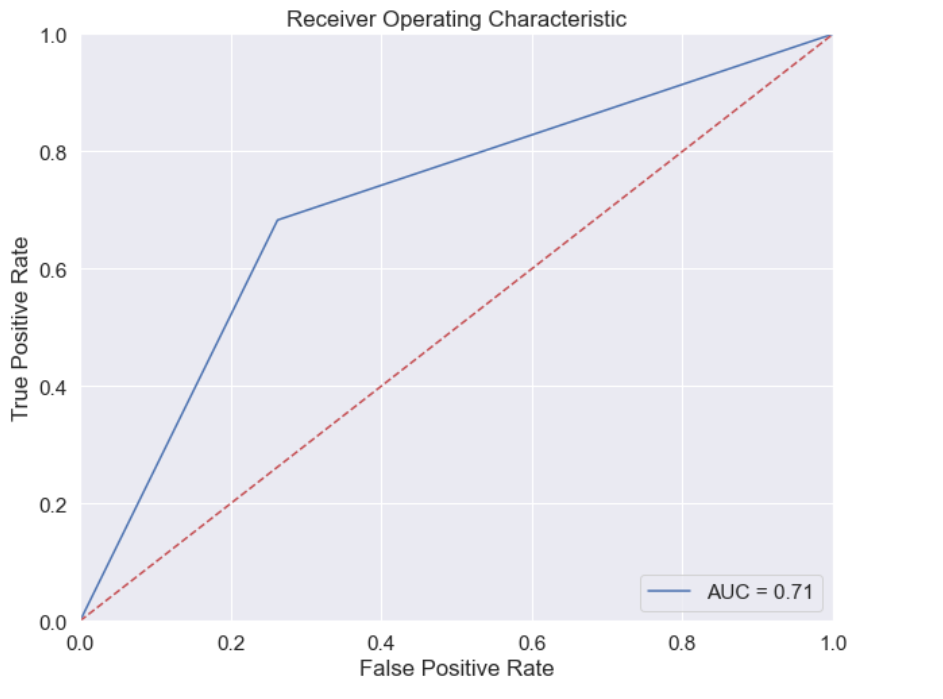 Receiver Operating Characteristic
1.0
0.8
0.6
0.4
0.2
0.0
True Positive Rate
AUC = 0.71
0.0 0.2 0.4 0.6 0.8 1.0
False Positive Rate